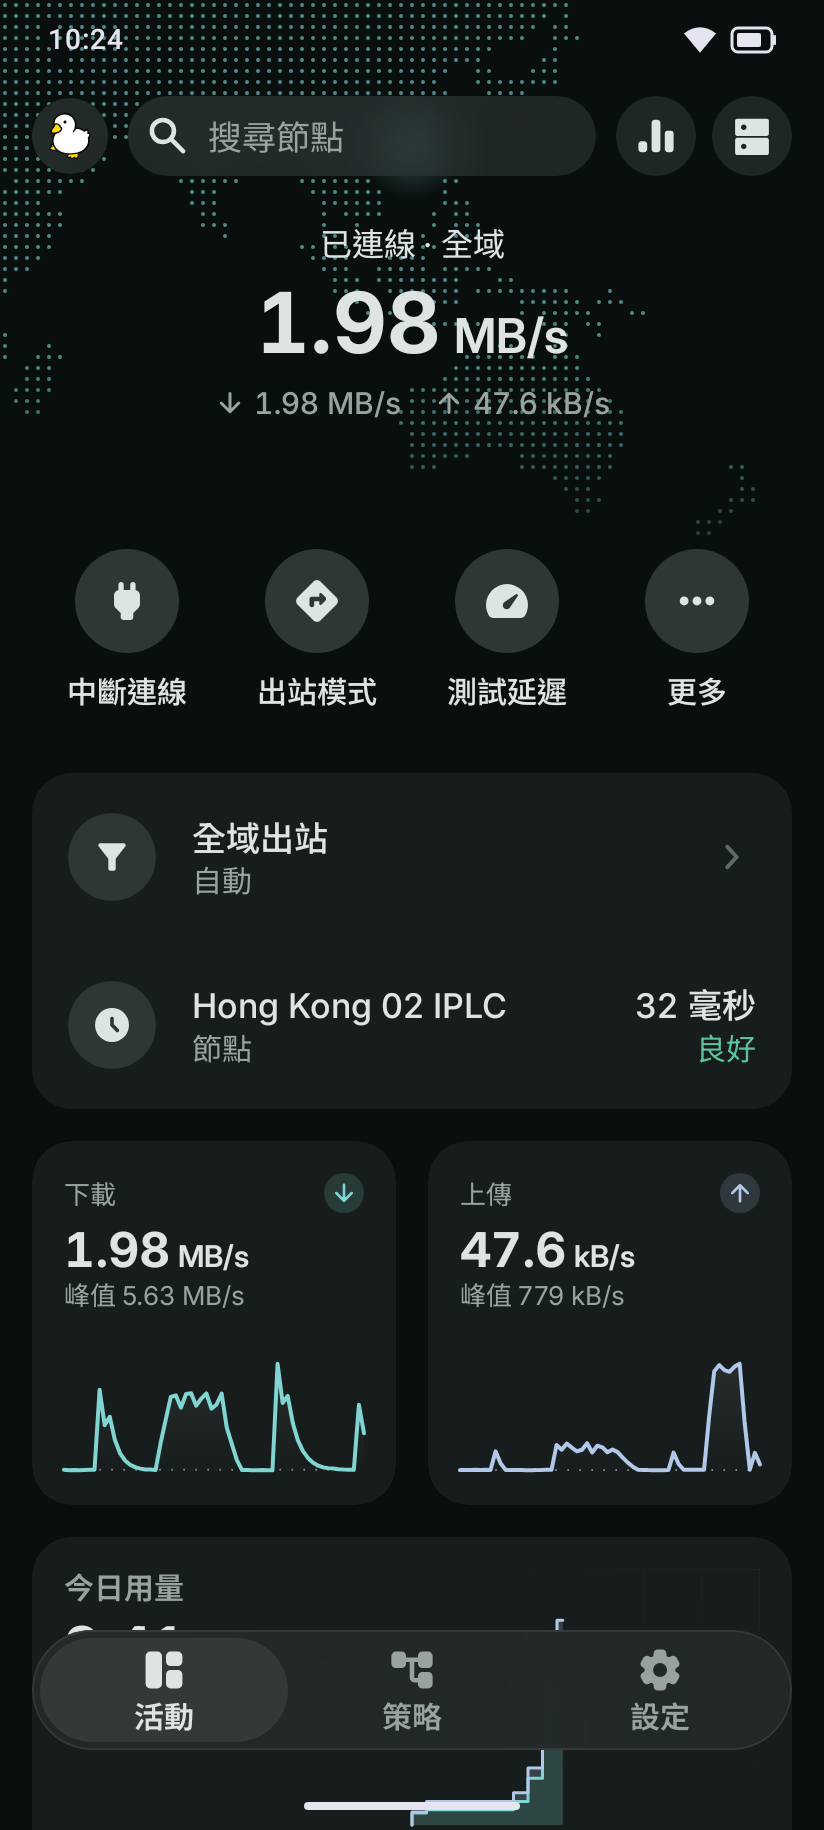 10:24
搜尋節點
已連線 · 全域
1.98 MB/s
↓ 1.98 MB/s ↑ 47.6 kB/s
中斷連線 出站模式 測試延遲 更多
全域出站
自動
Hong Kong 02 IPLC 32 毫秒
節點 良好
下載 上傳
1.98 MB/s 47.6 kB/s
峰值 5.63 MB/s 峰值 779 kB/s
今日用量
活動 策略 設定